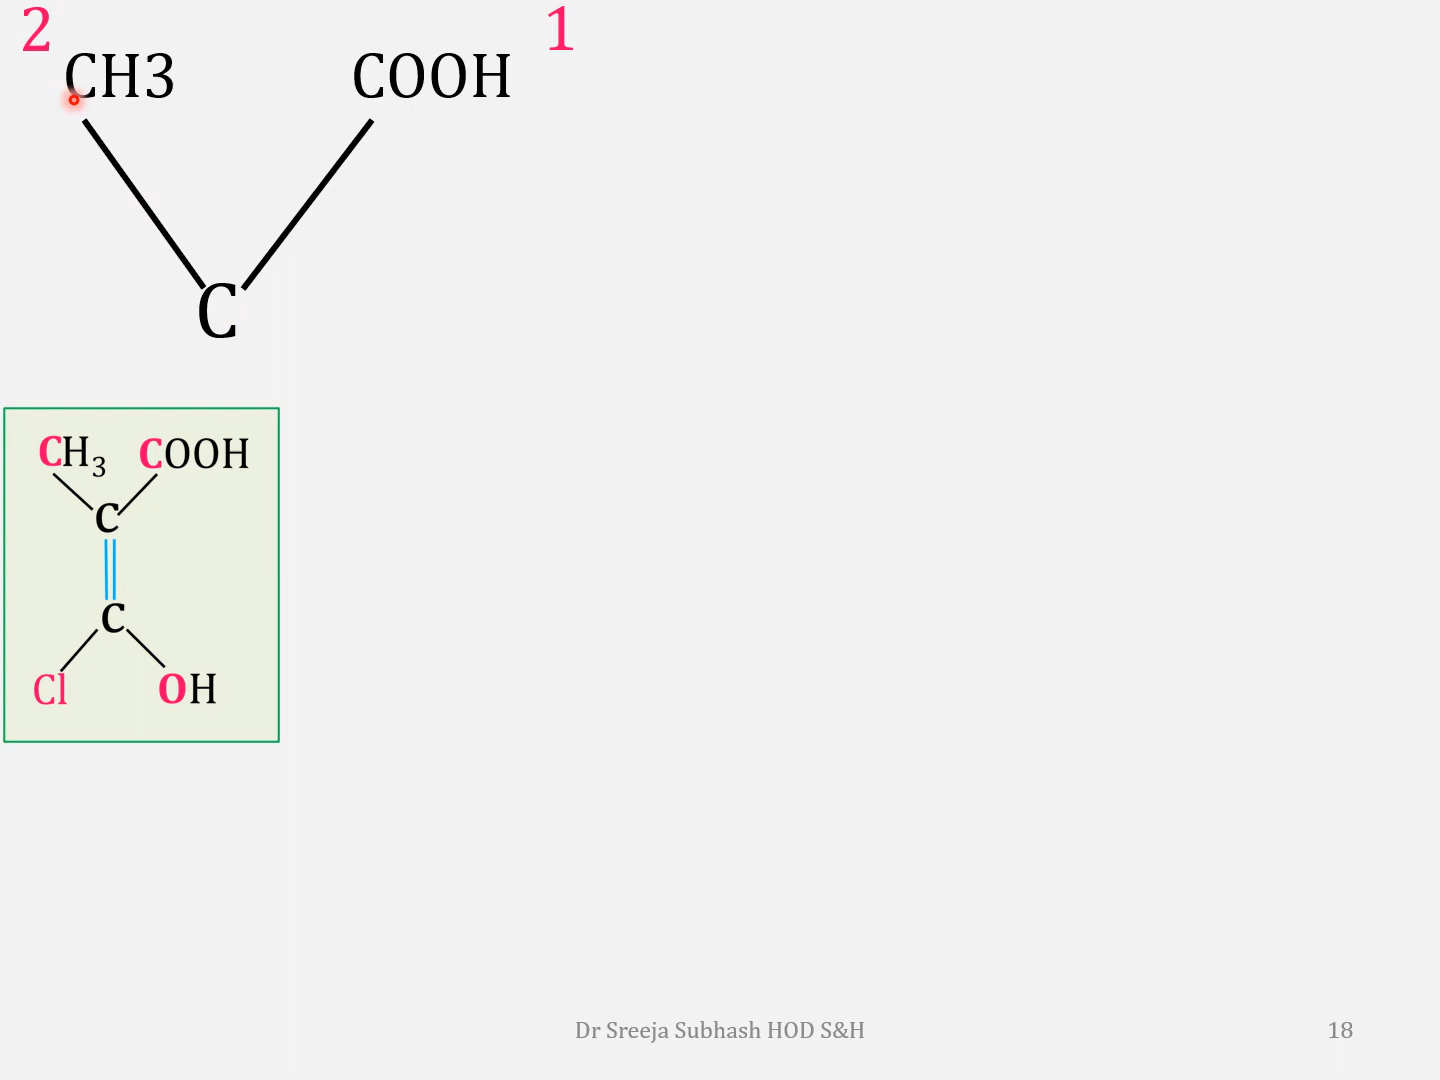 2 1
CH3 COOH
C
CH₃ COOH
C
C
Cl OH
Dr Sreeja Subhash HOD S&H 18